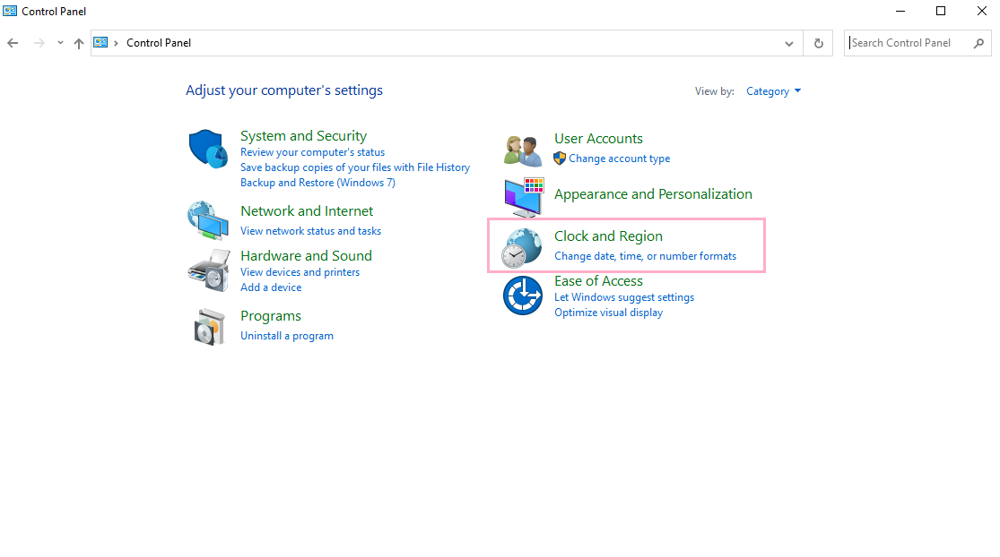 Control Panel
Control Panel
Search Control Panel
Adjust your computer's settings
View by:
Category
System and Security
Review your computer's status
Save backup copies of your files with File History
Backup and Restore (Windows 7)
Network and Internet
View network status and tasks
Hardware and Sound
View devices and printers
Add a device
Programs
Uninstall a program
User Accounts
Change account type
Appearance and Personalization
Clock and Region
Change date, time, or number formats
Ease of Access
Let Windows suggest settings
Optimize visual display